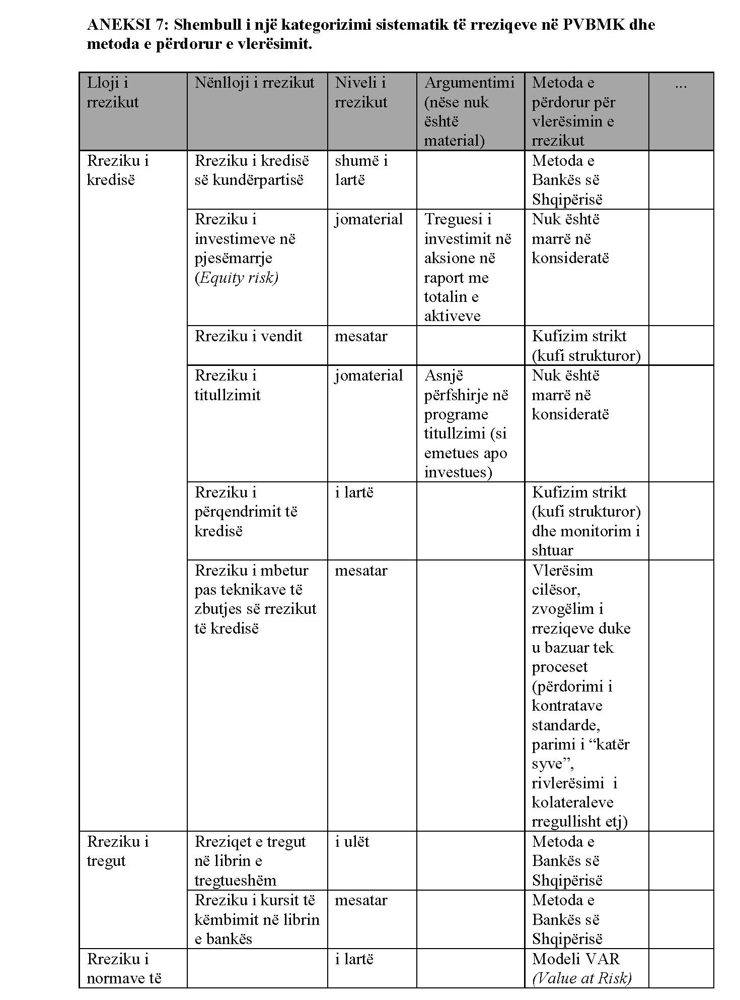 ANEKSI 7: Shembull i një kategorizimi sistematik të rreziqeve në PVBMK dhe
metoda e përdorur e vlerësimit.
Lloji i
rrezikut
Nënlloji i rrezikut
Niveli i
rrezikut
Argumentimi
(nëse nuk
është
material)
Metoda e
përdorur për
vlerësimin e
rrezikut
...
Rreziku i
kredisë
Rreziku i kredisë
së kundërpartisë
shumë i
lartë
Metoda e
Bankës së
Shqipërisë
Rreziku i
investimeve në
pjesëmarrje
(Equity risk)
jomaterial
Treguesi i
investimit në
aksione në
raport me
totalin e
aktiveve
Nuk është
marrë në
konsideratë
Rreziku i vendit
mesatar
Kufizim strikt
(kufi strukturor)
Rreziku i
titullzimit
jomaterial
Asnjë
përfshirje në
programe
titullzimi (si
emetues apo
investues)
Nuk është
marrë në
konsideratë
Rreziku i
përqendrimit të
kredisë
i lartë
Kufizim strikt
(kufi strukturor)
dhe monitorim i
shtuar
Rreziku i mbetur
pas teknikave të
zbutjes së rrezikut
të kredisë
mesatar
Vlerësim
cilësor,
zvogëlim i
rreziqeve duke
u bazuar tek
proceset
(përdorimi i
kontratave
standarde,
parimi i “katër
syve”,
rivlerësimi i
kolateraleve
rregullisht etj)
Rreziku i
tregut
Rreziqet e tregut
në librin e
tregtueshëm
i ulët
Metoda e
Bankës së
Shqipërisë
Rreziku i kursit të
këmbimit në librin
e bankës
mesatar
Metoda e
Bankës së
Shqipërisë
Rreziku i
normave të
i lartë
Modeli VAR
(Value at Risk)